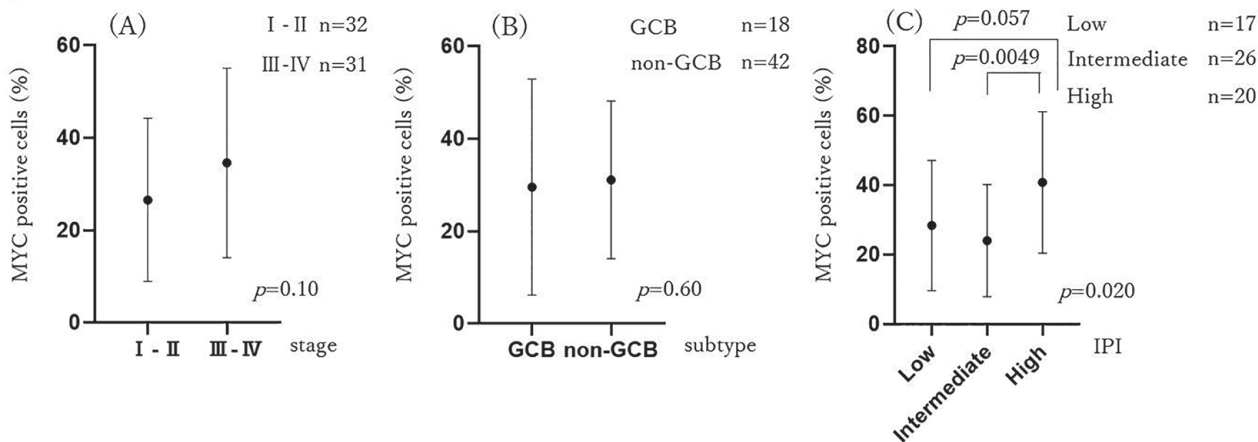 (A)
Ⅰ-Ⅱ n=32
Ⅲ-Ⅳ n=31
MYC positive cells (%)
60
40
20
0
p=0.10
Ⅰ - Ⅱ Ⅲ-Ⅳ stage
(B)
GCB n=18
non-GCB n=42
MYC positive cells (%)
60
40
20
0
p=0.60
GCB non-GCB subtype
(C)
p=0.057
Low n=17
p=0.0049
Intermediate n=26
High n=20
MYC positive cells (%)
80
60
40
20
0
p=0.020
Low
Intermediate
High
IPI